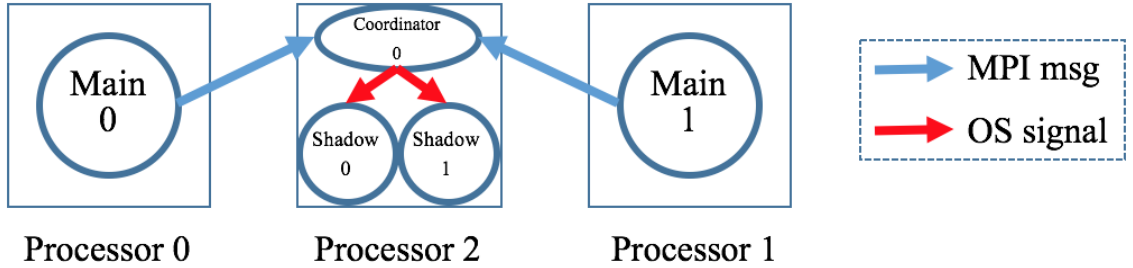 Main
0
Coordinator
0
Shadow
0
Shadow
1
Main
1
MPI msg
OS signal
Processor 0
Processor 2
Processor 1